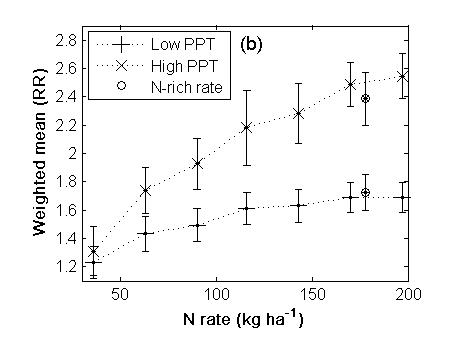 (b)
Low PPT
High PPT
N-rich rate
Weighted mean (RR)
2.8
2.6
2.4
2.2
2
1.8
1.6
1.4
1.2
50 100 150 200
N rate (kg ha⁻¹)